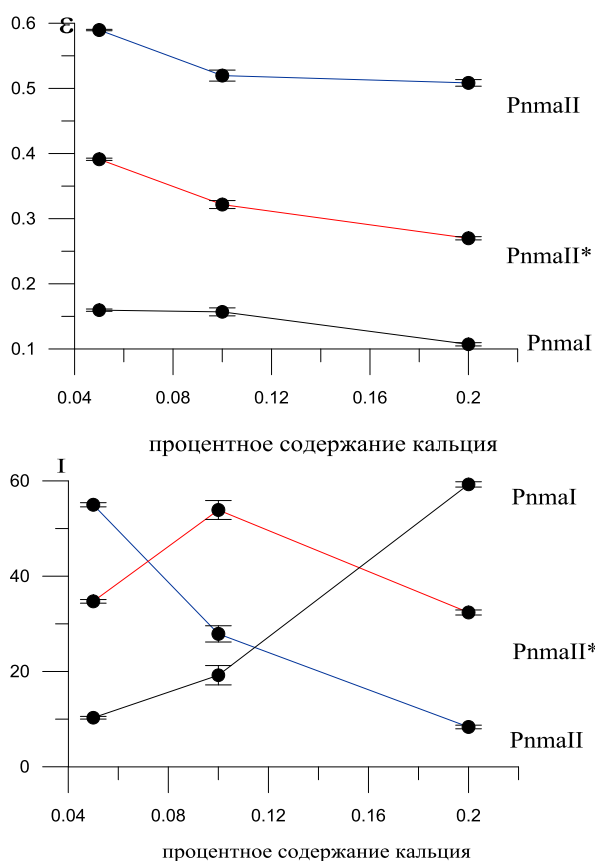 0.6
ε
0.5
PnmaII
0.4
0.3
PnmaII*
0.2
PnmaI
0.1
0.04 0.08 0.12 0.16 0.2
процентное содержание кальция
I
60
PnmaI
40
PnmaII*
20
PnmaII
0
0.04 0.08 0.12 0.16 0.2
процентное содержание кальция